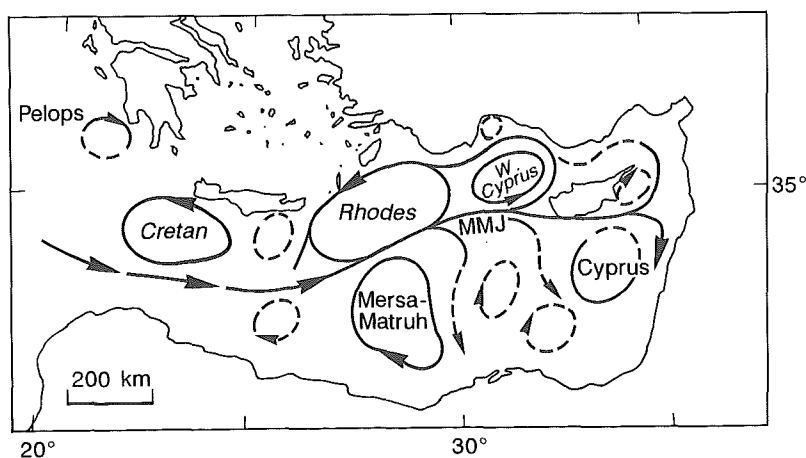 Pelops
W
Cyprus
35°
Rhodes
Cretan
MMJ
Cyprus
Mersa-
Matruh
200 km
20°
30°